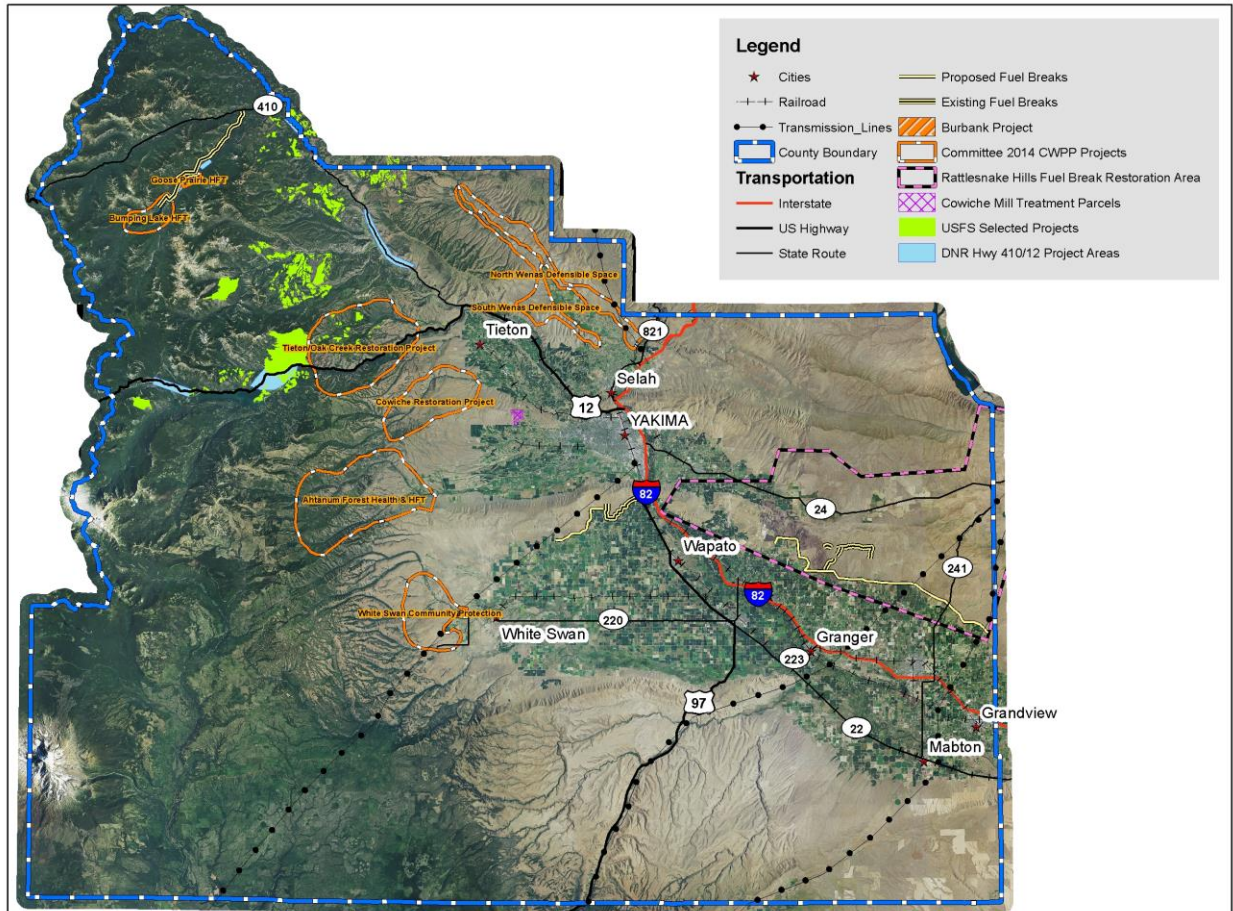 Legend
Cities
Railroad
Transmission_Lines
County Boundary
Transportation
Interstate
US Highway
State Route
Proposed Fuel Breaks
Existing Fuel Breaks
Burbank Project
Committee 2014 CWPP Projects
Rattlesnake Hills Fuel Break Restoration Area
Cowiche Mill Treatment Parcels
USFS Selected Projects
DNR Hwy 410/12 Project Areas
410
Goose Prairie HFT
Bumping Lake HFT
North Wenas Defensible Space
South Wenas Defensible Space
821
Tieton
Tieton/Oak Creek Restoration Project
Selah
Cowiche Restoration Project
12
YAKIMA
Ahtanum Forest Health & HFT
82
24
Wapato
241
82
White Swan Community Protection
220
White Swan
Granger
223
97
Grandview
22
Mabton